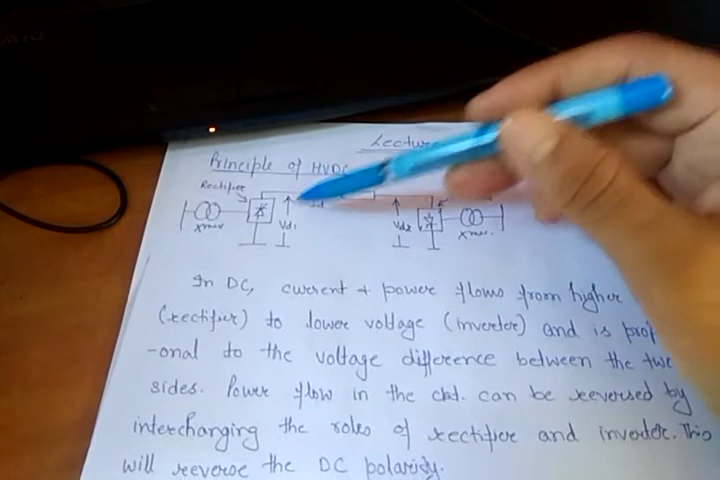 Lecture
Principle of HVDC
Rectifier
Xmer
Vd1
Id
Vd2
Xmer.
In DC, current + power flows from higher
(rectifier) to lower voltage (inverter) and is
-onal to the voltage difference between the two
sides. Power flow in the ckt. can be reversed by
interchanging the roles of rectifier and inverter. This
will reverse the DC polarity.